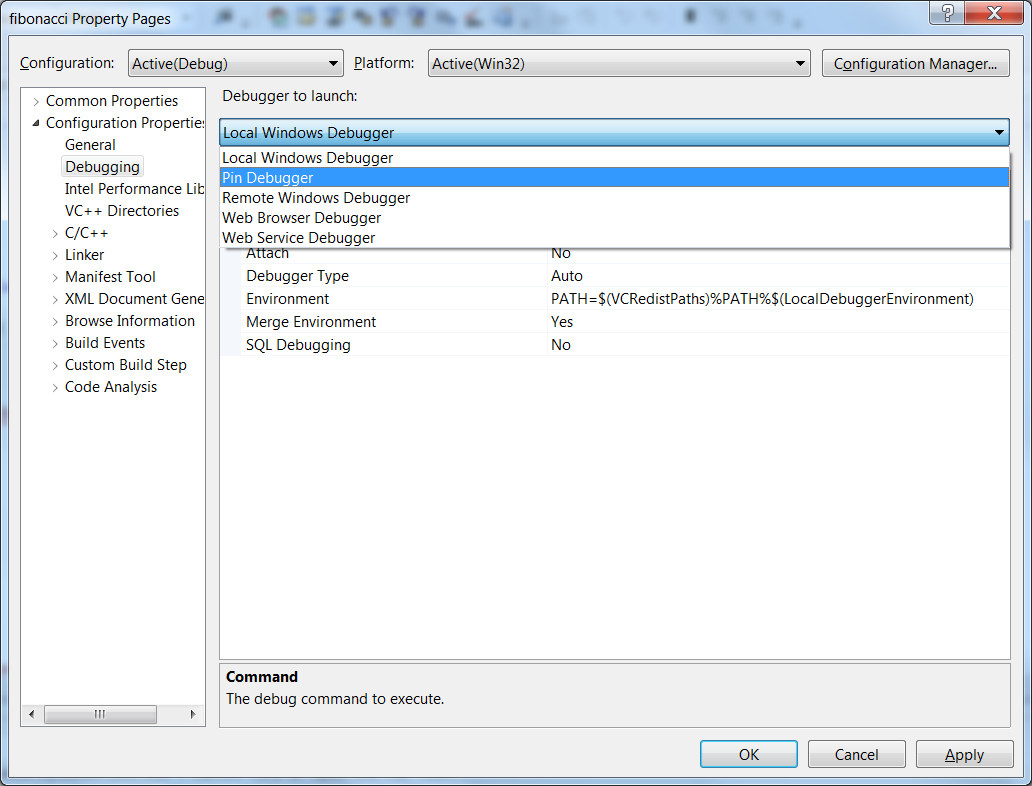 fibonacci Property Pages
Configuration: Active(Debug) Platform: Active(Win32) Configuration Manager...
Common Properties
Configuration Properties
General
Debugging
Intel Performance Lib
VC++ Directories
C/C++
Linker
Manifest Tool
XML Document Gene
Browse Information
Build Events
Custom Build Step
Code Analysis
Debugger to launch:
Local Windows Debugger
Local Windows Debugger
Pin Debugger
Remote Windows Debugger
Web Browser Debugger
Web Service Debugger
Attach No
Debugger Type Auto
Environment PATH=$(VCRedistPaths)%PATH%$(LocalDebuggerEnvironment)
Merge Environment Yes
SQL Debugging No
Command
The debug command to execute.
OK Cancel Apply